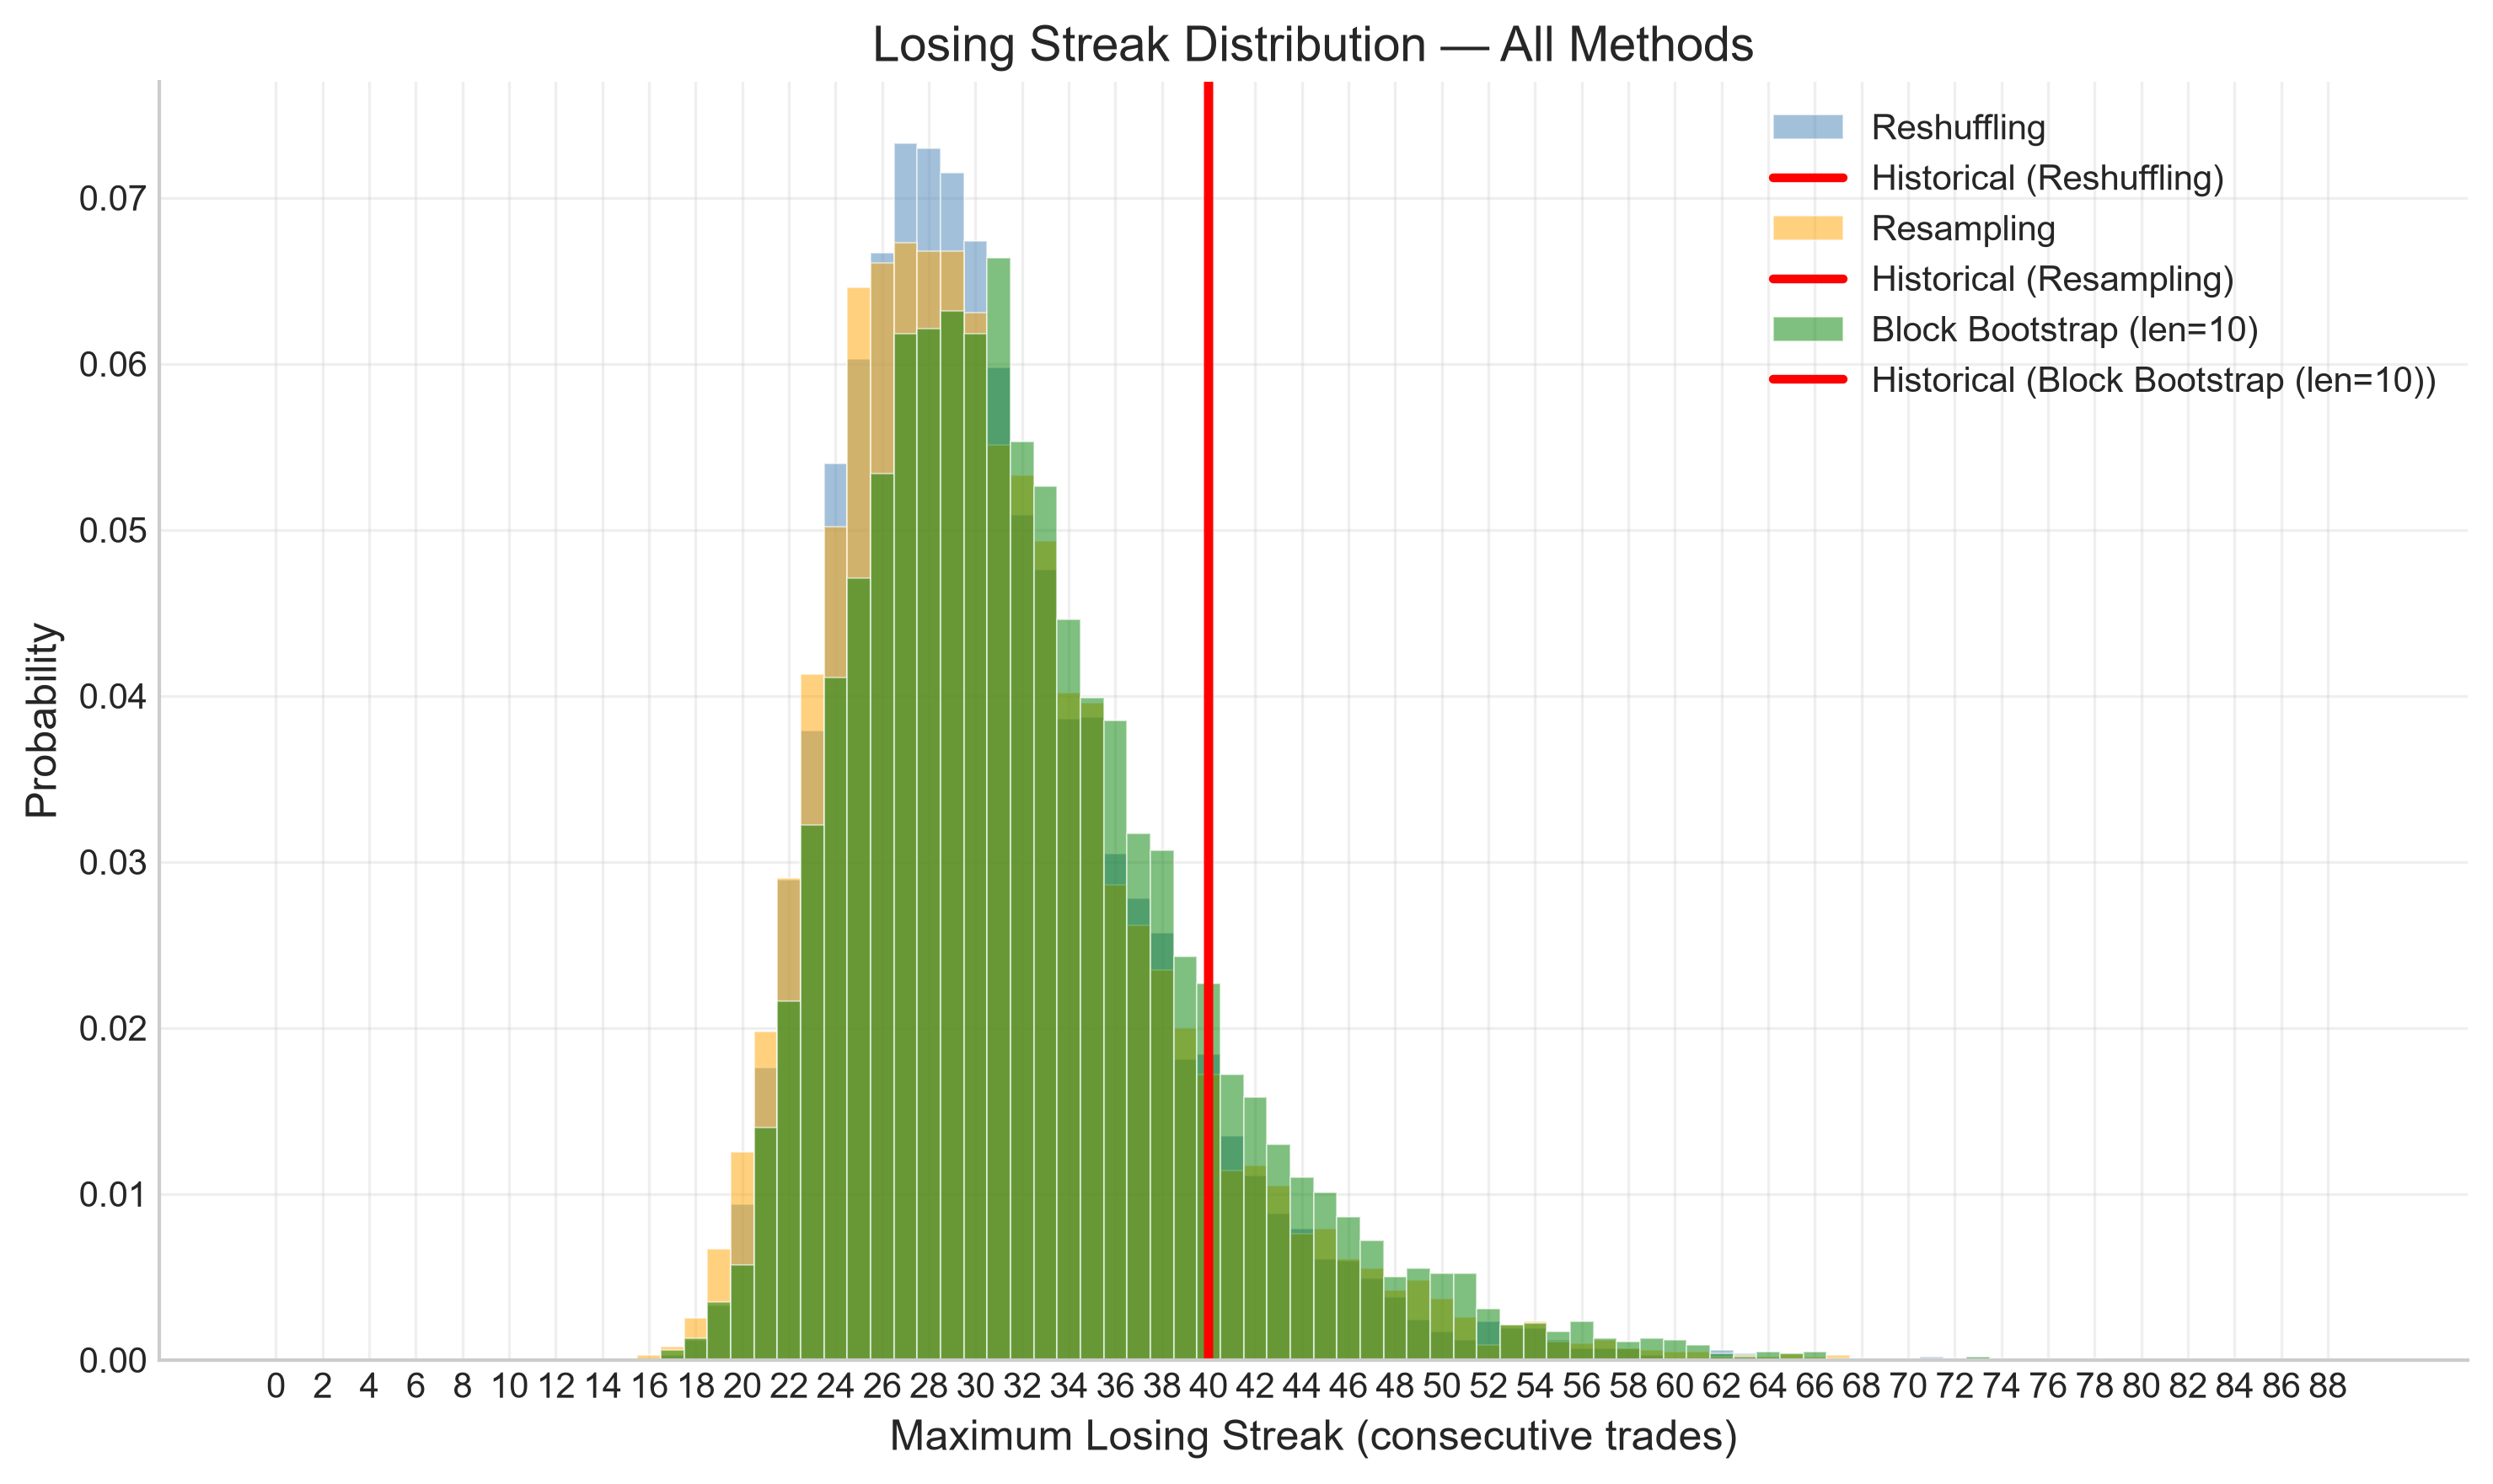 Losing Streak Distribution — All Methods
Reshuffling
Historical (Reshuffling)
Resampling
Historical (Resampling)
Block Bootstrap (len=10)
Historical (Block Bootstrap (len=10))
Probability
0.07
0.06
0.05
0.04
0.03
0.02
0.01
0.00
0 2 4 6 8 10 12 14 16 18 20 22 24 26 28 30 32 34 36 38 40 42 44 46 48 50 52 54 56 58 60 62 64 66 68 70 72 74 76 78 80 82 84 86 88
Maximum Losing Streak (consecutive trades)